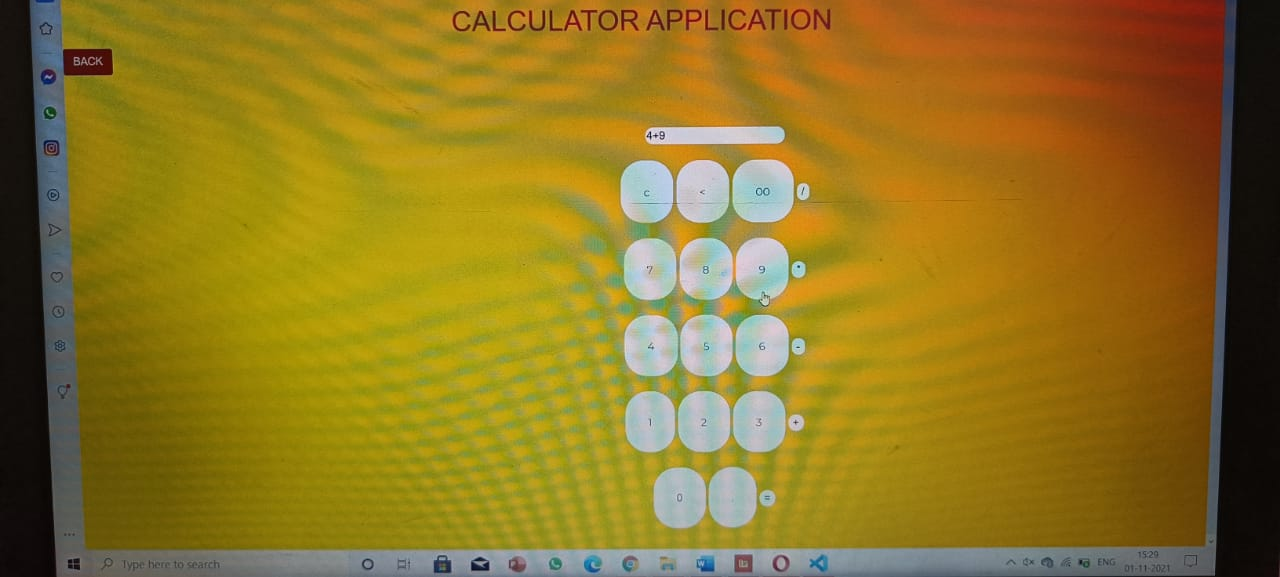 CALCULATOR APPLICATION
BACK
4+9
c < 00 /
7 8 9 *
4 5 6 -
1 2 3 +
0 . =
Type here to search
ENG
15:29
01-11-2021